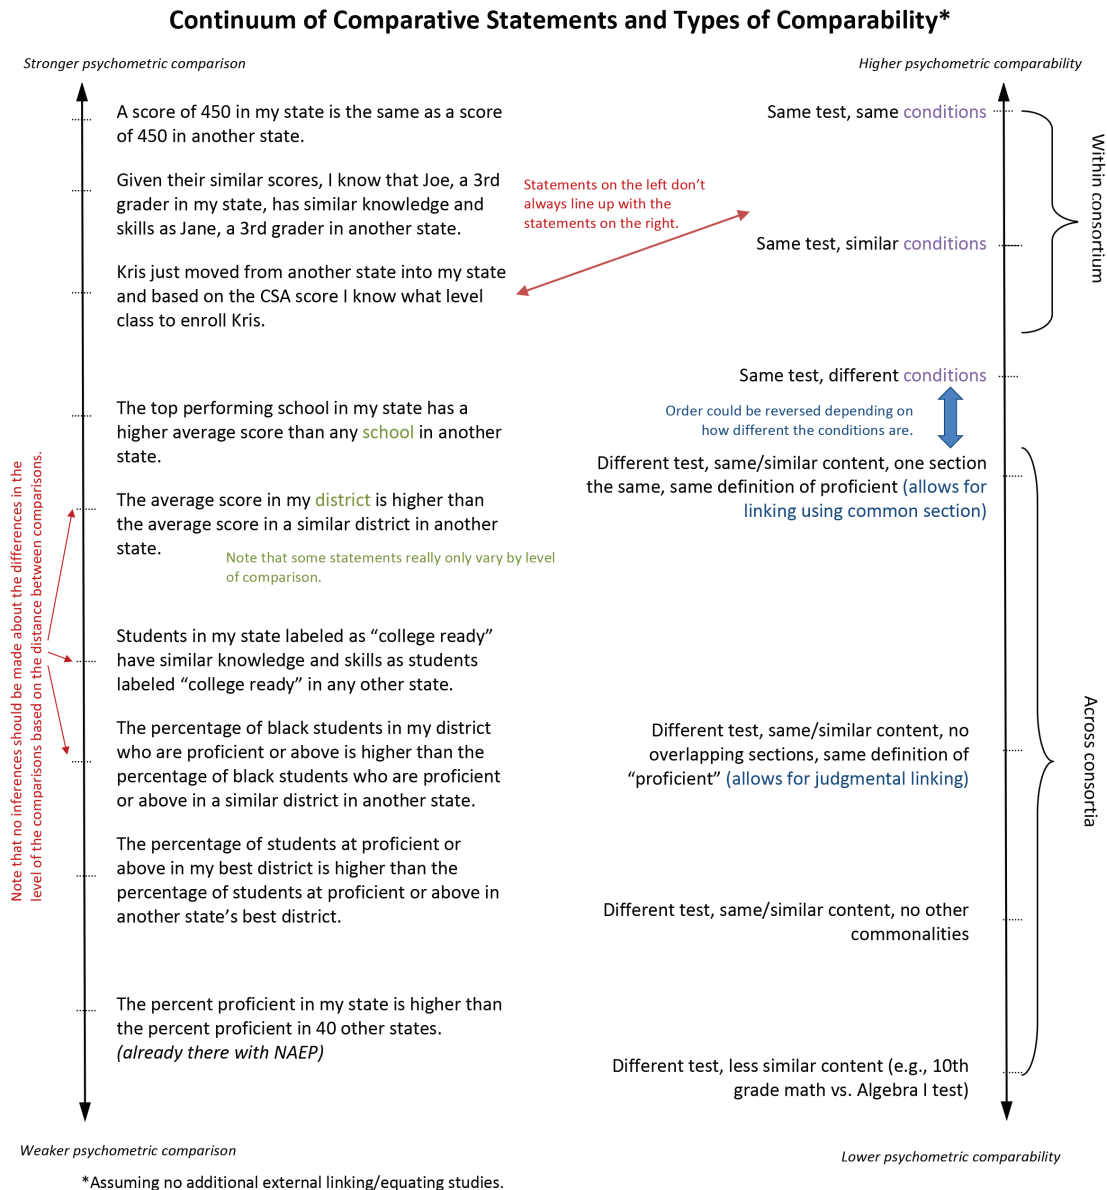 Continuum of Comparative Statements and Types of Comparability*
Stronger psychometric comparison
A score of 450 in my state is the same as a score
of 450 in another state.
Given their similar scores, I know that Joe, a 3rd
grader in my state, has similar knowledge and
skills as Jane, a 3rd grader in another state.
Kris just moved from another state into my state
and based on the CSA score I know what level
class to enroll Kris.
The top performing school in my state has a
higher average score than any school in another
state.
The average score in my district is higher than
the average score in a similar district in another
state.
Note that some statements really only vary by level
of comparison.
Students in my state labeled as “college ready”
have similar knowledge and skills as students
labeled “college ready” in any other state.
The percentage of black students in my district
who are proficient or above is higher than the
percentage of black students who are proficient
or above in a similar district in another state.
The percentage of students at proficient or
above in my best district is higher than the
percentage of students at proficient or above in
another state’s best district.
The percent proficient in my state is higher than
the percent proficient in 40 other states.
(already there with NAEP)
Weaker psychometric comparison
Note that no inferences should be made about the differences in the
level of the comparisons based on the distance between comparisons.
Statements on the left don’t
always line up with the
statements on the right.
Higher psychometric comparability
Same test, same conditions
Same test, similar conditions
Same test, different conditions
Order could be reversed depending on
how different the conditions are.
Different test, same/similar content, one section
the same, same definition of proficient (allows for
linking using common section)
Different test, same/similar content, no
overlapping sections, same definition of
“proficient” (allows for judgmental linking)
Different test, same/similar content, no other
commonalities
Different test, less similar content (e.g., 10th
grade math vs. Algebra I test)
Lower psychometric comparability
Within consortium
Across consortia
*Assuming no additional external linking/equating studies.